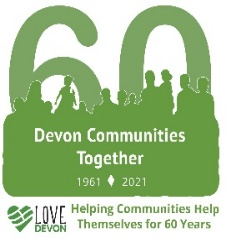 60
Devon Communities
Together
1961 ♦ 2021
LOVE
DEVON
Helping Communities Help
Themselves for 60 Years